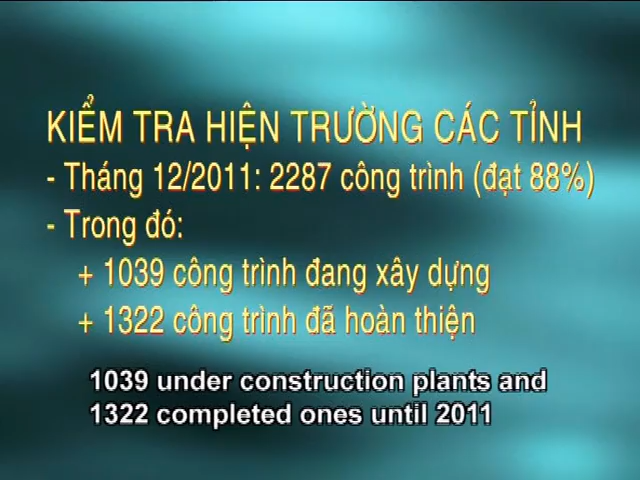 KIỂM TRA HIỆN TRƯỜNG CÁC TỈNH
- Tháng 12/2011: 2287 công trình (đạt 88%)
- Trong đó:
+ 1039 công trình đang xây dựng
+ 1322 công trình đã hoàn thiện
1039 under construction plants and
1322 completed ones until 2011